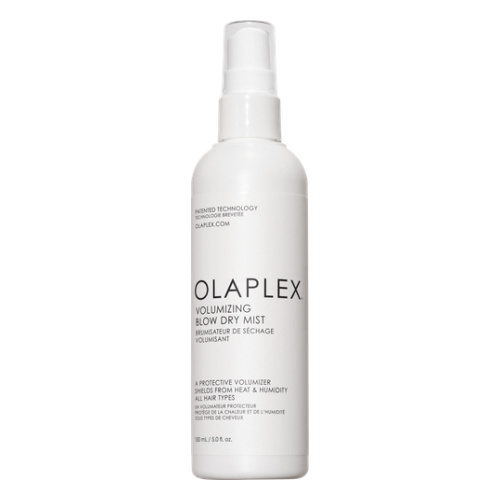 PATENTED TECHNOLOGY
TECHNOLOGIE BREVETÉE
OLAPLEX.COM
OLAPLEX
VOLUMIZING
BLOW DRY MIST
BRUMISATEUR DE SÉCHAGE
VOLUMISANT
A PROTECTIVE VOLUMIZER
SHIELDS FROM HEAT & HUMIDITY
ALL HAIR TYPES
UN VOLUMATEUR PROTECTEUR
PROTÈGE DE LA CHALEUR ET DE L'HUMIDITÉ
TOUS TYPES DE CHEVEUX
150 mL / 5.0 fl. oz.